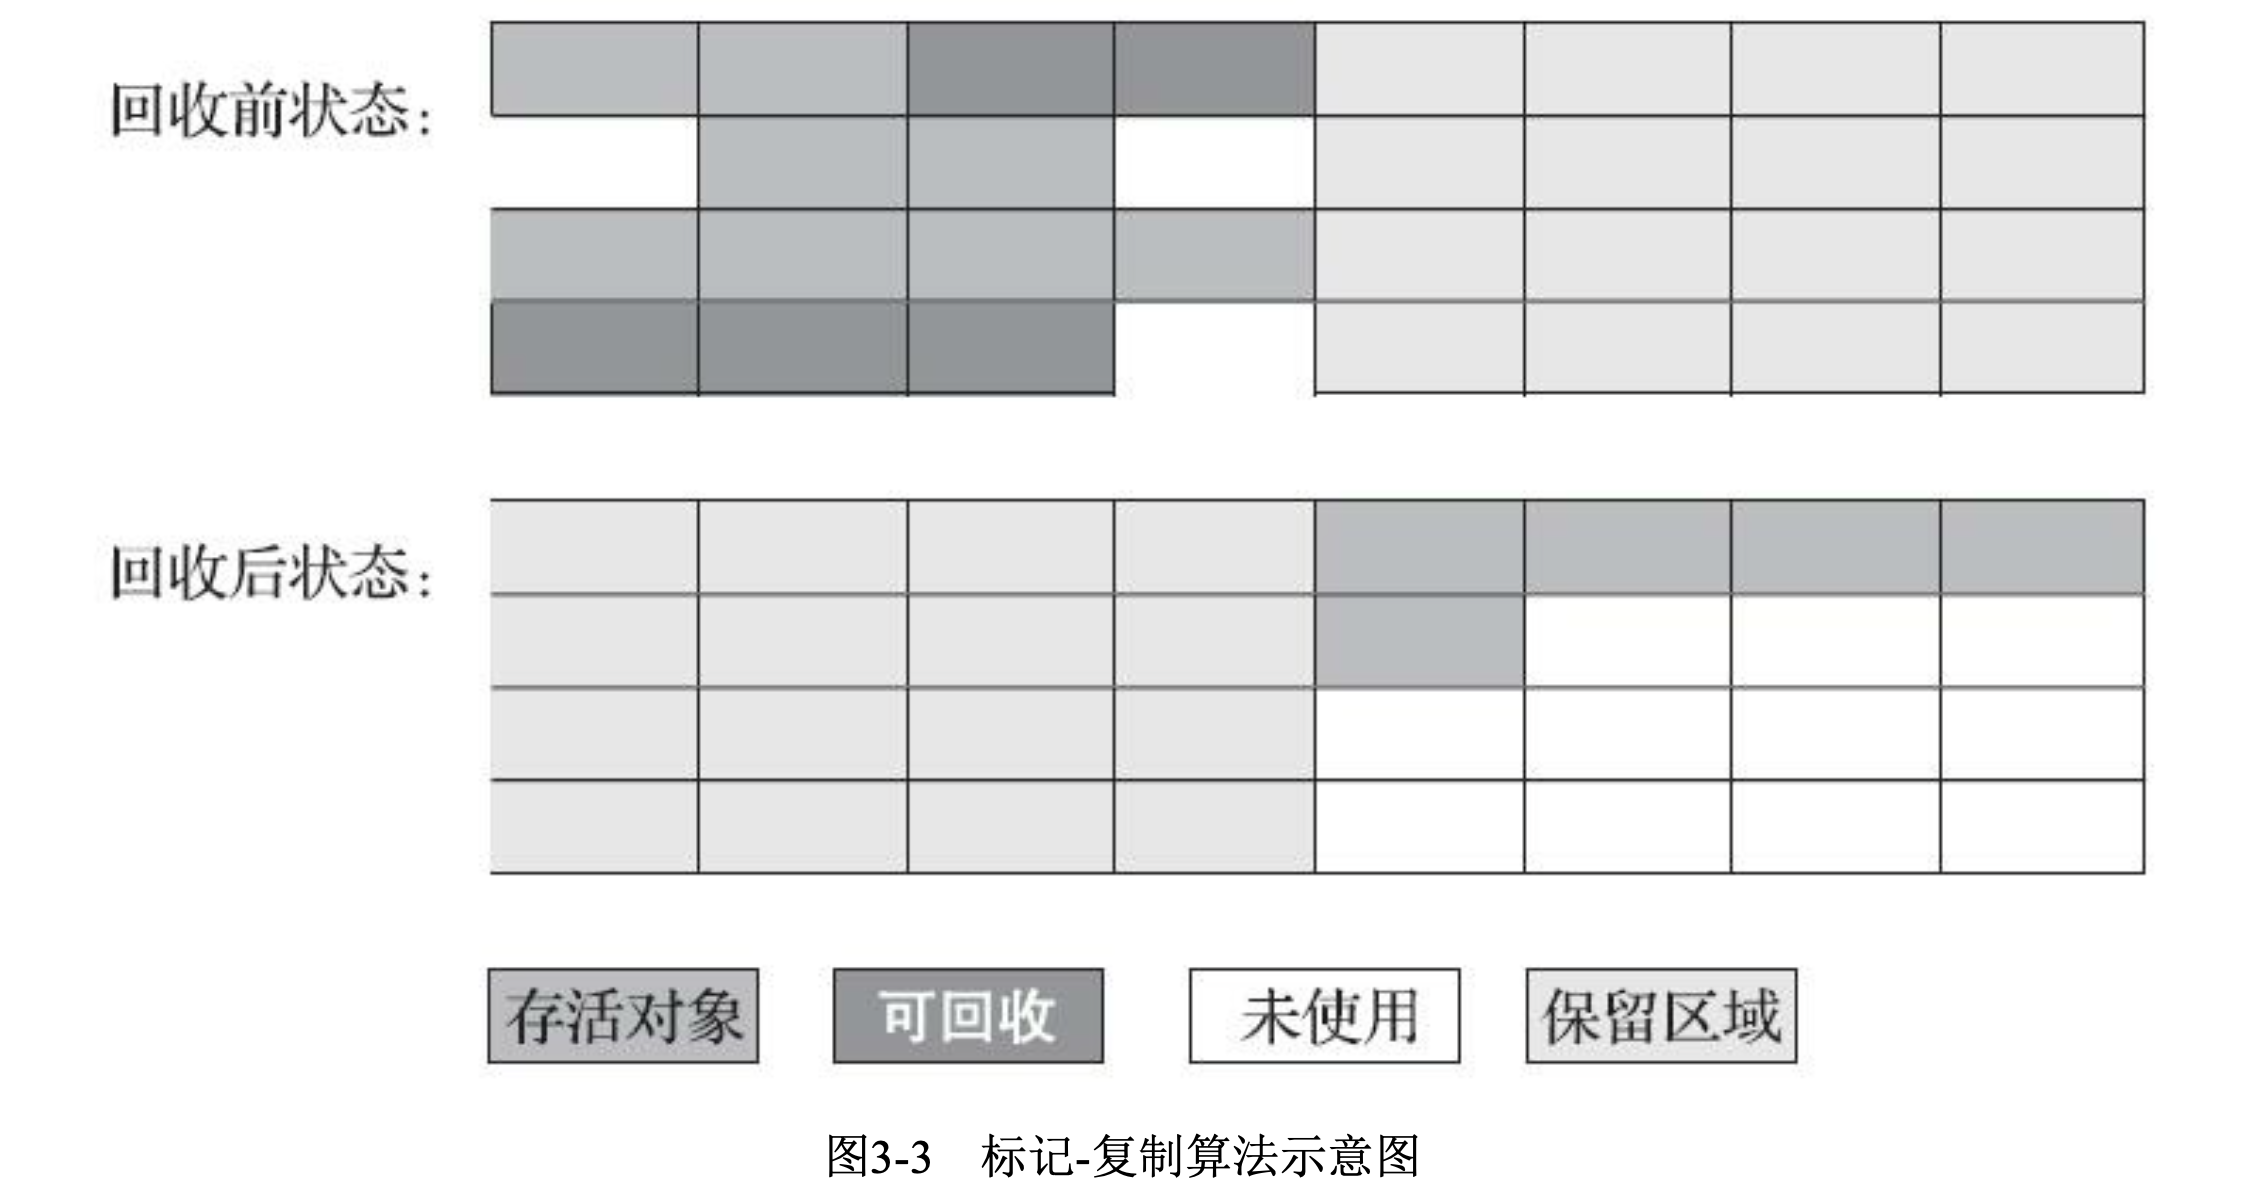 回收前状态：
回收后状态：
存活对象
可回收
未使用
保留区域
图3-3 标记-复制算法示意图